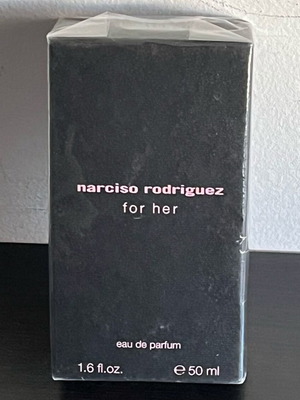 narciso rodriguez
for her
eau de parfum
1.6 fl.oz. ℮ 50 ml